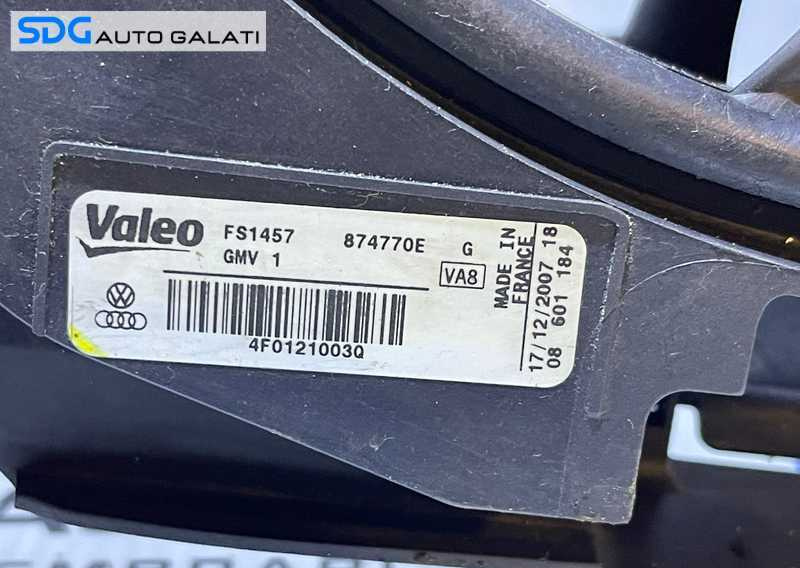 SDG AUTO GALATI
Valeo
FS1457 874770E G
GMV 1
VA8
4F0121003Q
MADE IN
FRANCE
17/12/2007 18
08 601 184